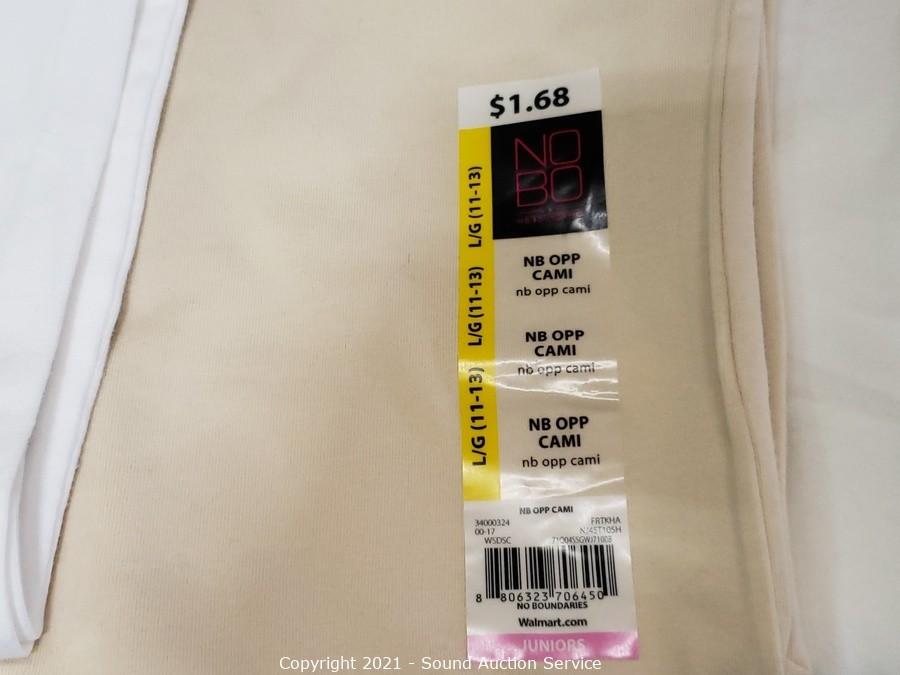 $1.68
NO
BO
L/G (11-13)
L/G (11-13)
L/G (11-13)
NB OPP
CAMI
nb opp cami
NB OPP
CAMI
nb opp cami
NB OPP
CAMI
nb opp cami
NB OPP CAMI
34000324 FRTKHA
00-17 NJ45T105H
WSDSC
8 806323 706450
NO BOUNDARIES
Walmart.com
JUNIORS
Copyright 2021 - Sound Auction Service